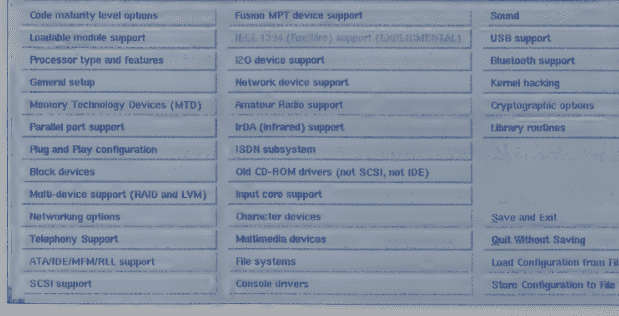 Code maturity level options
Loadable module support
Processor type and features
General setup
Memory Technology Devices (MTD)
Parallel port support
Plug and Play configuration
Block devices
Multi-device support (RAID and LVM)
Networking options
Telephony Support
ATA/IDE/MFM/RLL support
SCSI support
Fusion MPT device support
IEEE 1394 (FireWire) support (EXPERIMENTAL)
I2O device support
Network device support
Amateur Radio support
IrDA (infrared) support
ISDN subsystem
Old CD-ROM drivers (not SCSI, not IDE)
Input core support
Character devices
Multimedia devices
File systems
Console drivers
Sound
USB support
Bluetooth support
Kernel hacking
Cryptographic options
Library routines
Save and Exit
Quit Without Saving
Load Configuration from Fil
Store Configuration to File